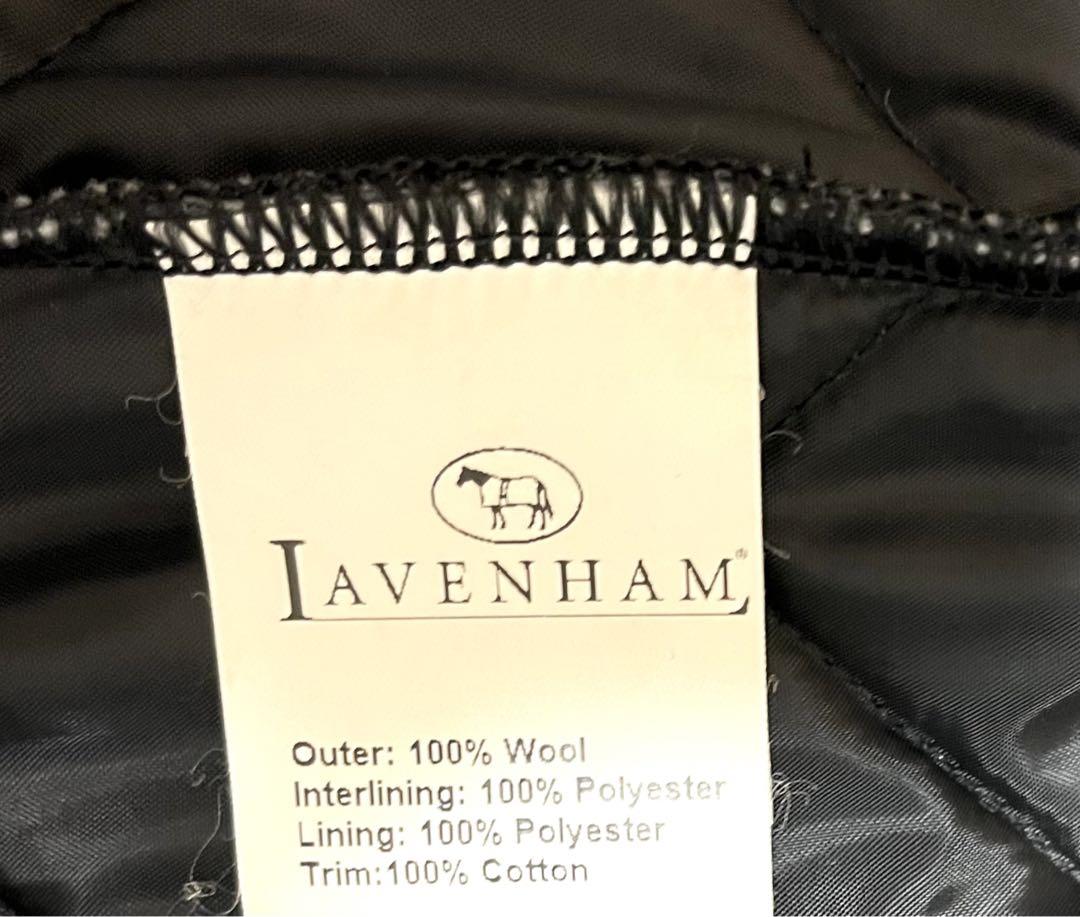 LAVENHAM
Outer: 100% Wool
Interlining: 100% Polyester
Lining: 100% Polyester
Trim:100% Cotton